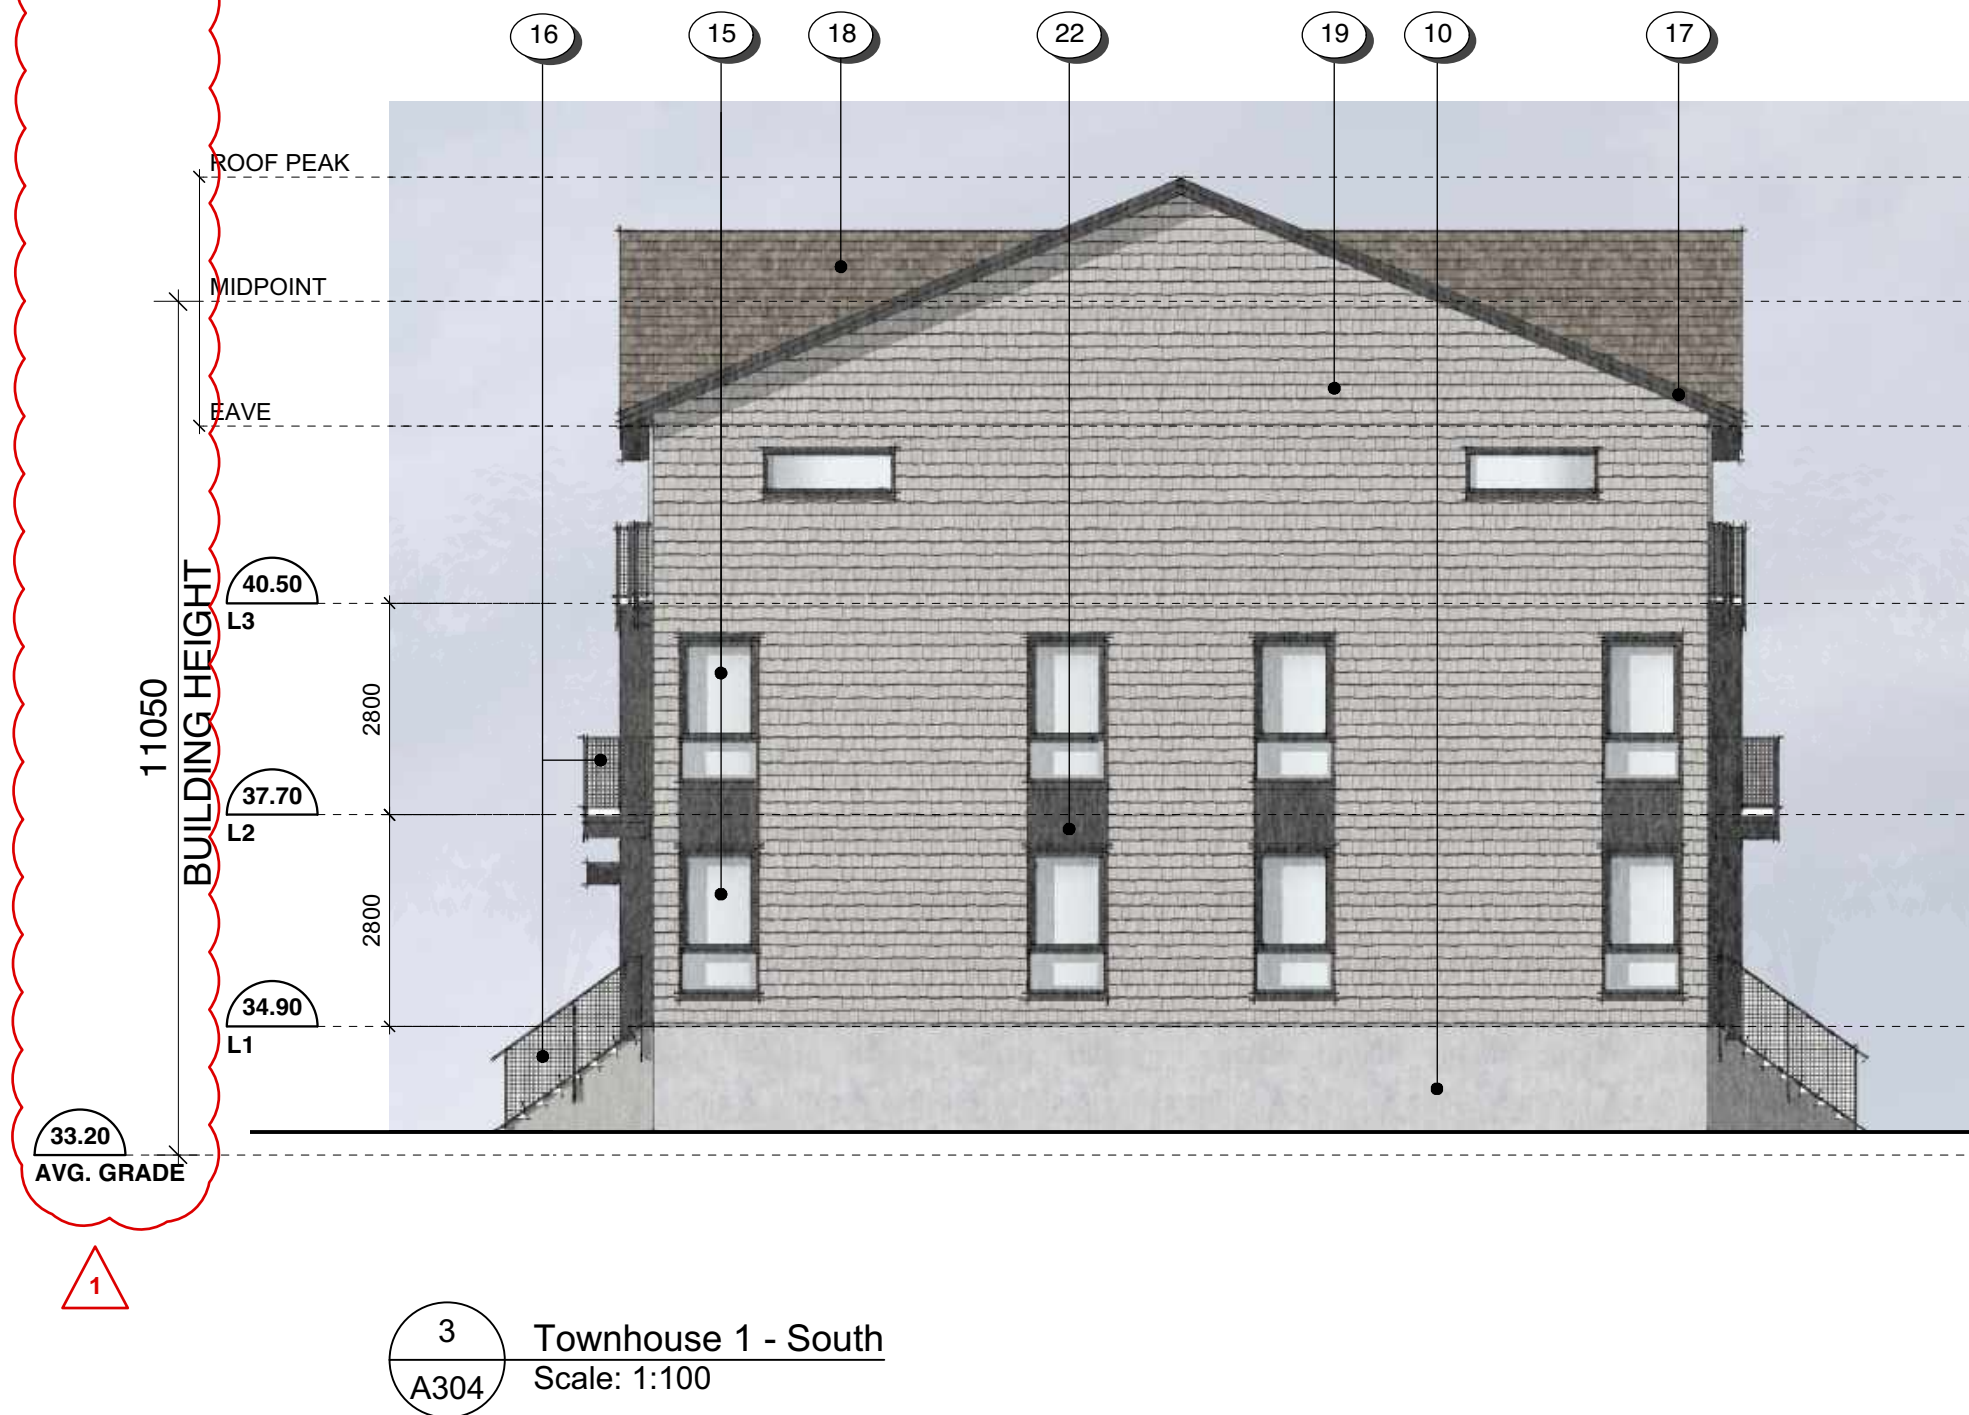 16 15 18 22 19 10 17
ROOF PEAK
MIDPOINT
EAVE
40.50
L3
2800
11050
BUILDING HEIGHT
37.70
L2
2800
34.90
L1
33.20
AVG. GRADE
1
3
A304
Townhouse 1 - South
Scale: 1:100